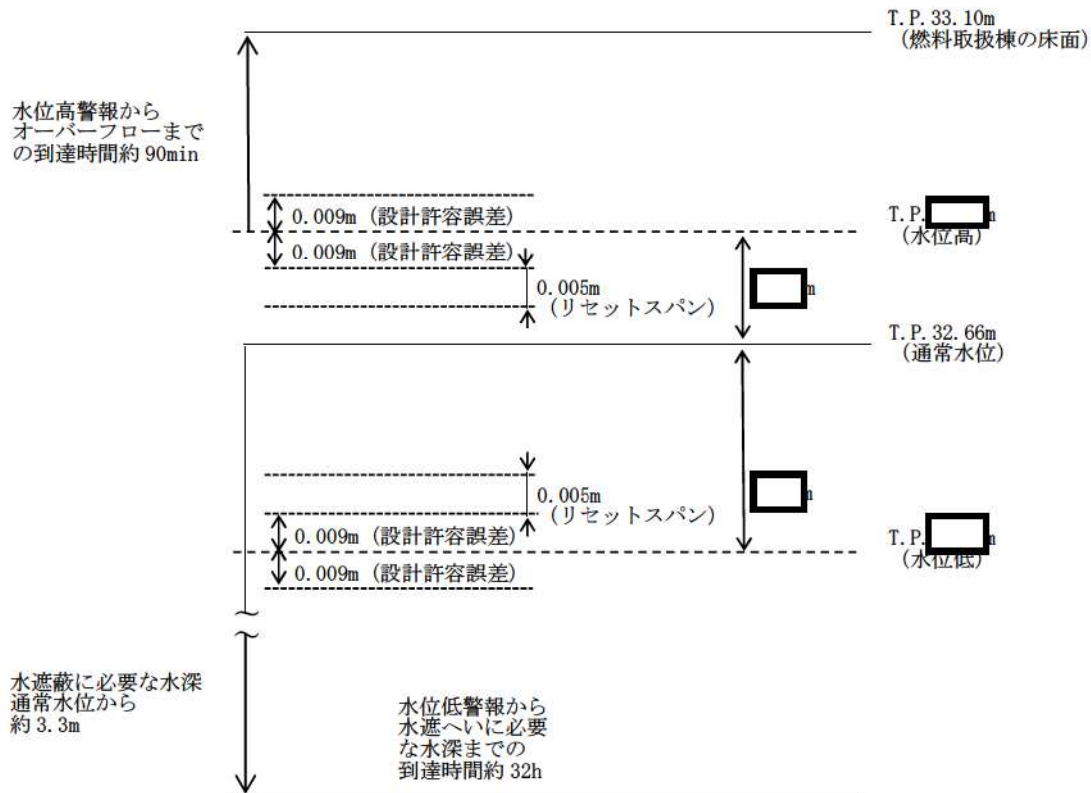 T.P.33.10m
(燃料取扱棟の床面)
水位高警報から
オーバーフローまで
の到達時間約90min
0.009m (設計許容誤差)
T.P. m
(水位高)
0.009m (設計許容誤差)
0.005m
(リセットスパン)
m
T.P.32.66m
(通常水位)
0.005m
(リセットスパン)
m
0.009m (設計許容誤差)
T.P. m
(水位低)
0.009m (設計許容誤差)
水遮蔽に必要な水深
通常水位から
約3.3m
水位低警報から
水遮へいに必要
な水深までの
到達時間約32h